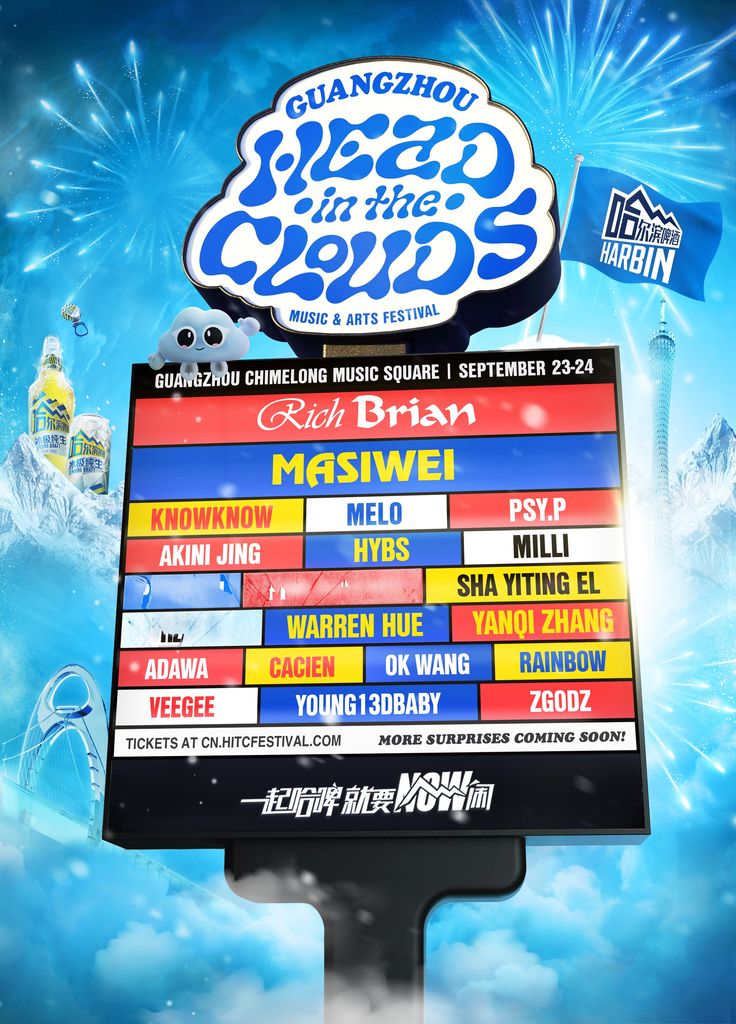 GUANGZHOU
HEAD
in the
CLOUDS
MUSIC & ARTS FESTIVAL
哈尔滨啤酒
HARBIN
GUANGZHOU CHIMELONG MUSIC SQUARE | SEPTEMBER 23-24
Rich Brian
MASIWEI
KNOWKNOW MELO PSY.P
AKINI JING HYBS MILLI
SHA YITING EL
WARREN HUE YANQI ZHANG
ADAWA CACIEN OK WANG RAINBOW
VEEGEE YOUNG13DBABY ZGODZ
TICKETS AT CN.HITCFESTIVAL.COM MORE SURPRISES COMING SOON!
一起哈啤 就要NOW闹